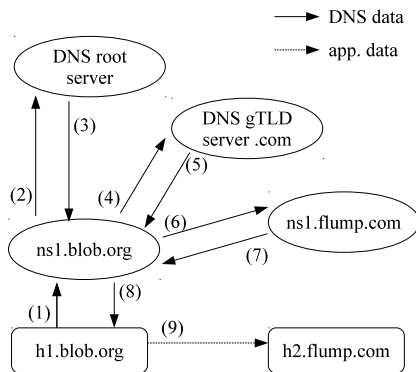 DNS data
app. data
DNS root
server
(3)
DNS gTLD
server .com
(2)
(4)
(5)
(6)
ns1.flump.com
ns1.blob.org
(7)
(1)
(8)
(9)
h1.blob.org
h2.flump.com